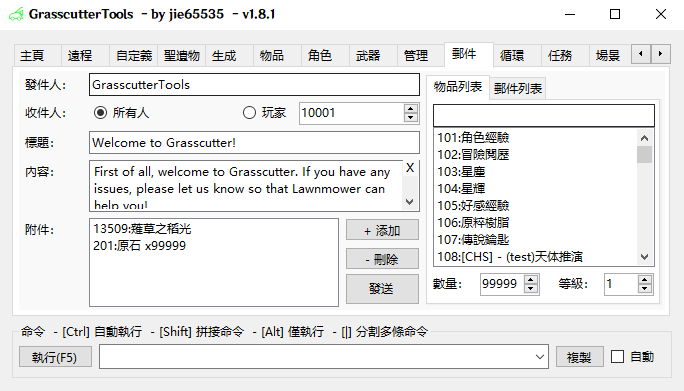 GrasscutterTools - by jie65535 - v1.8.1
主頁 遠程 自定義 聖遺物 生成 物品 角色 武器 管理 郵件 循環 任務 場景
發件人: GrasscutterTools
收件人: 所有人 玩家 10001
標題: Welcome to Grasscutter!
內容: First of all, welcome to Grasscutter. If you have any X
issues, please let us know so that Lawnmower can
help you!
附件: 13509:薙草之稻光
201:原石 x99999
+ 添加
- 刪除
發送
物品列表 郵件列表
101:角色經驗
102:冒險閱歷
103:星塵
104:星輝
105:好感經驗
106:原粹樹脂
107:傳說鑰匙
108:[CHS] - (test)天体推演
數量: 99999 等級: 1
命令 - [Ctrl] 自動執行 - [Shift] 拼接命令 - [Alt] 僅執行 - [|] 分割多條命令
執行(F5) 複製 自動